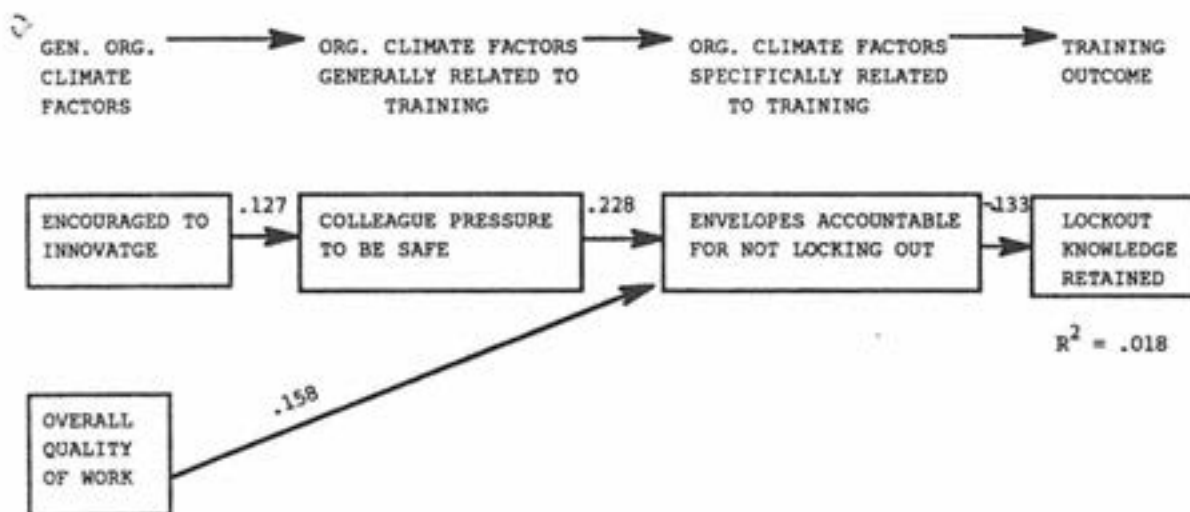 GEN. ORG.
CLIMATE
FACTORS
ORG. CLIMATE FACTORS
GENERALLY RELATED TO
TRAINING
ORG. CLIMATE FACTORS
SPECIFICALLY RELATED
TO TRAINING
TRAINING
OUTCOME
ENCOURAGED TO
INNOVATGE
.127
COLLEAGUE PRESSURE
TO BE SAFE
.228
ENVELOPES ACCOUNTABLE
FOR NOT LOCKING OUT
-.133
LOCKOUT
KNOWLEDGE
RETAINED
R² = .018
.158
OVERALL
QUALITY
OF WORK